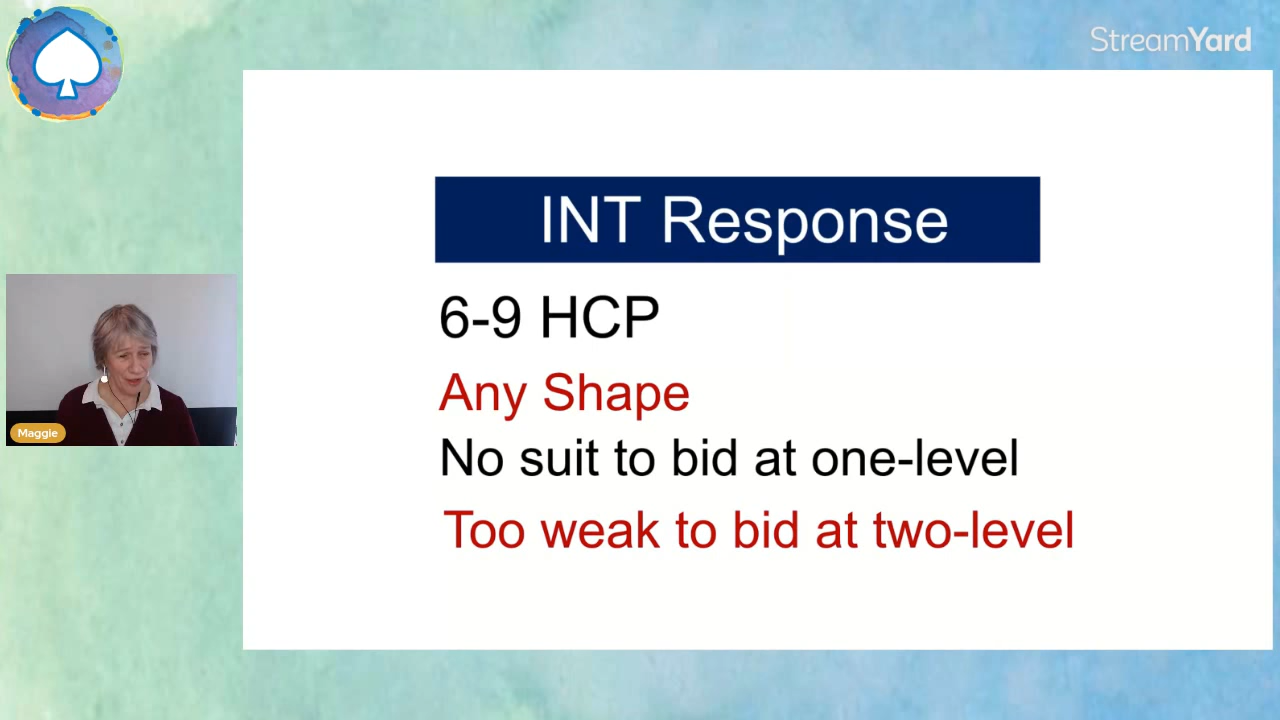 StreamYard
INT Response
6-9 HCP
Any Shape
No suit to bid at one-level
Too weak to bid at two-level
Maggie